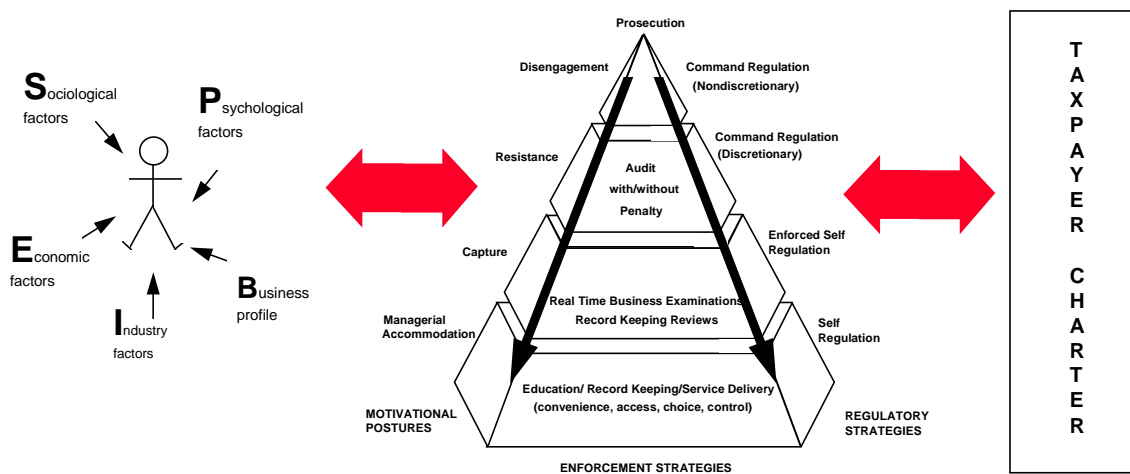 Sociological
factors
Psychological
factors
Economic
factors
Industry
factors
Business
profile
Prosecution
Disengagement
Command Regulation
(Nondiscretionary)
Resistance
Command Regulation
(Discretionary)
Audit
with/without
Penalty
Capture
Enforced Self
Regulation
Real Time Business Examinations
Record Keeping Reviews
Managerial
Accommodation
Self
Regulation
Education/ Record Keeping/Service Delivery
(convenience, access, choice, control)
MOTIVATIONAL
POSTURES
REGULATORY
STRATEGIES
ENFORCEMENT STRATEGIES
TAXPAYER CHARTER